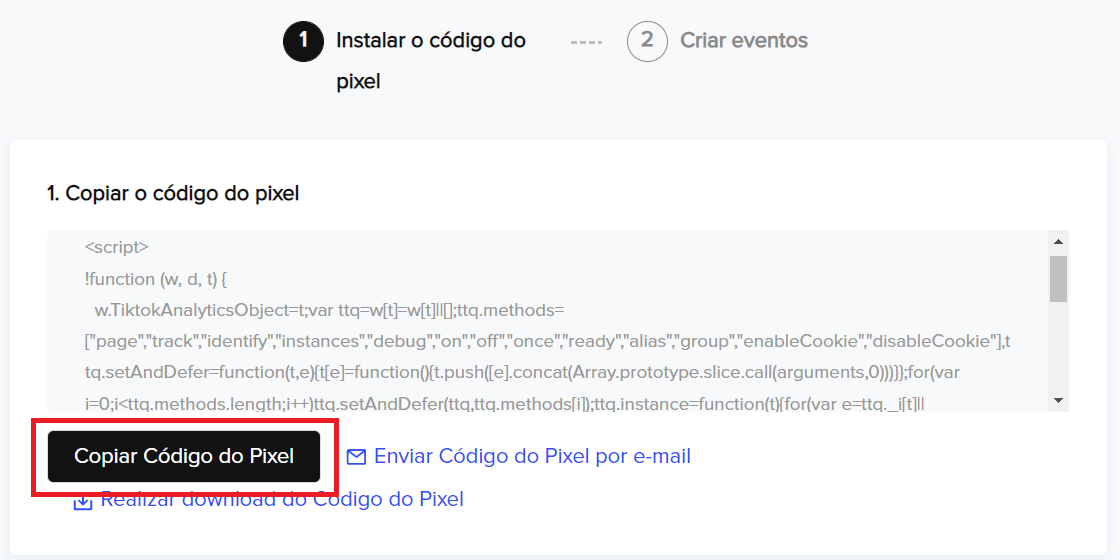 1 Instalar o código do pixel
2 Criar eventos
1. Copiar o código do pixel
<script>
!function (w, d, t) {
w.TiktokAnalyticsObject=t;var ttq=w[t]=w[t]||[];ttq.methods=
["page","track","identify","instances","debug","on","off","once","ready","alias","group","enableCookie","disableCookie"],t
tq.setAndDefer=function(t,e){t[e]=function(){t.push([e].concat(Array.prototype.slice.call(arguments,0)))}};for(var
i=0;i<ttq.methods.length;i++)ttq.setAndDefer(ttq,ttq.methods[i]);ttq.instance=function(t){for(var e=ttq._i[t]||
Copiar Código do Pixel
Enviar Código do Pixel por e-mail
Realizar download do Código do Pixel